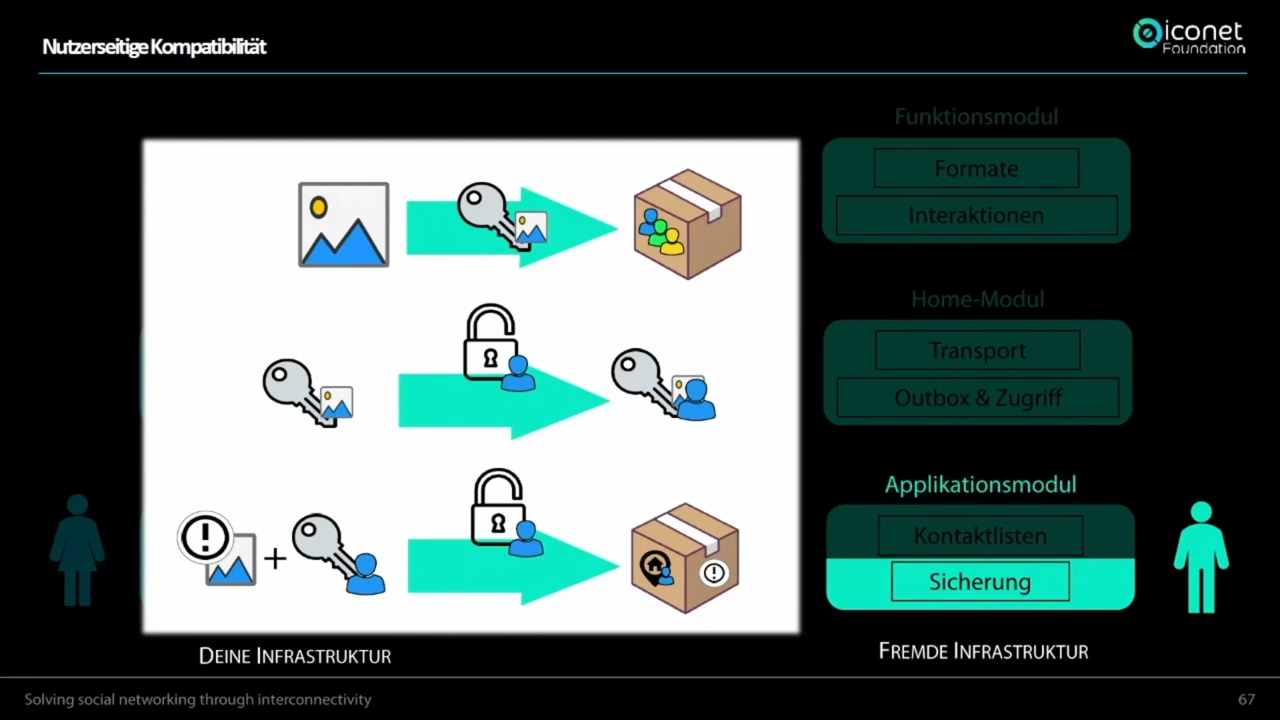 Nutzerseitige Kompatibilität
iconet
Foundation
Funktionsmodul
Formate
Interaktionen
Home-Modul
Transport
Outbox & Zugriff
Applikationsmodul
Kontaktlisten
Sicherung
DEINE INFRASTRUKTUR
FREMDE INFRASTRUKTUR
Solving social networking through interconnectivity
67